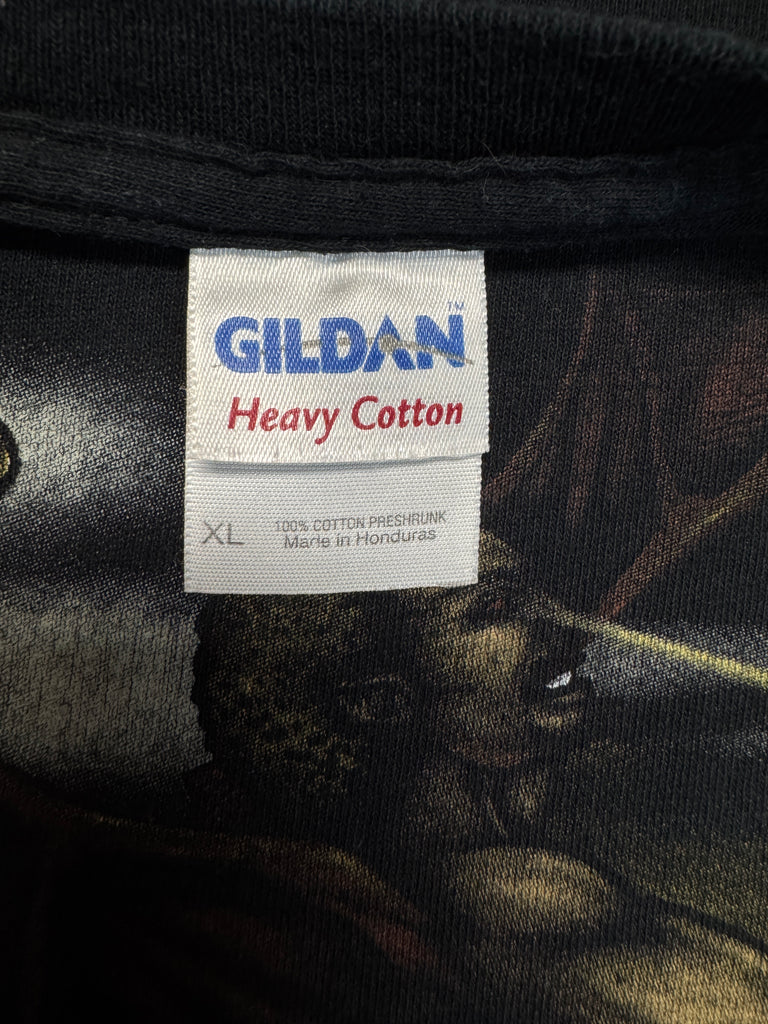 GILDAN™
Heavy Cotton
XL
100% COTTON PRESHRUNK
Made in Honduras